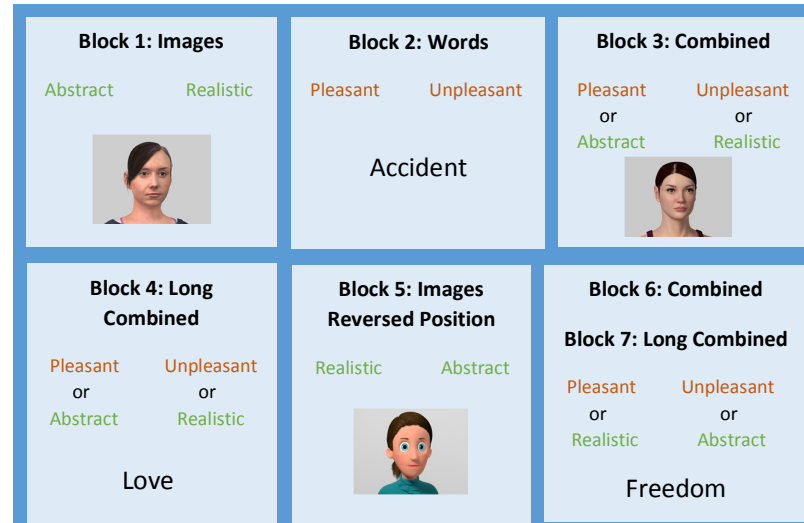 Block 1: Images
Abstract Realistic
Block 2: Words
Pleasant Unpleasant
Accident
Block 3: Combined
Pleasant Unpleasant
or or
Abstract Realistic
Block 4: Long
Combined
Pleasant Unpleasant
or or
Abstract Realistic
Love
Block 5: Images
Reversed Position
Realistic Abstract
Block 6: Combined
Block 7: Long Combined
Pleasant Unpleasant
or or
Realistic Abstract
Freedom